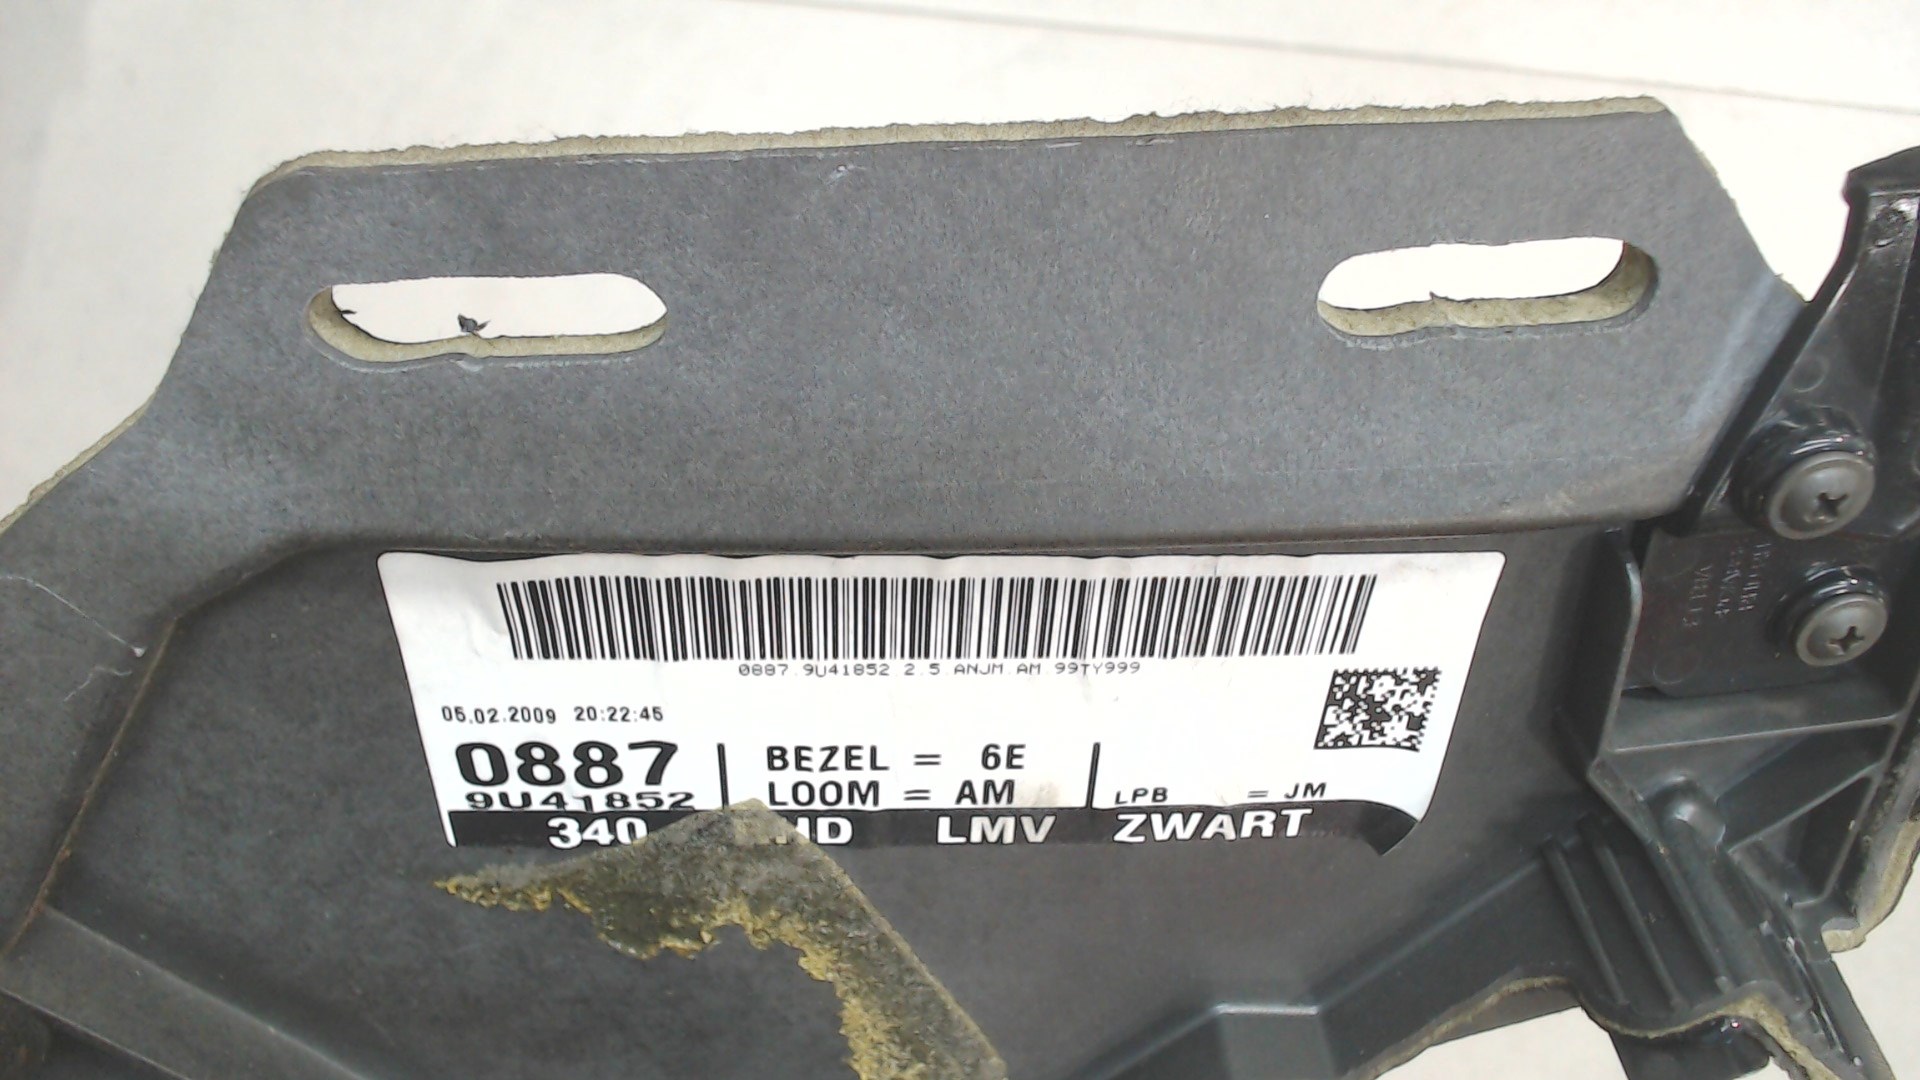 0887 9U41852 2.5 ANJM AM 99TY999
05.02.2009 20:22:45
0887
9U41852
BEZEL = 6E
LOOM = AM
LPB = JM
340 LMV ZWART